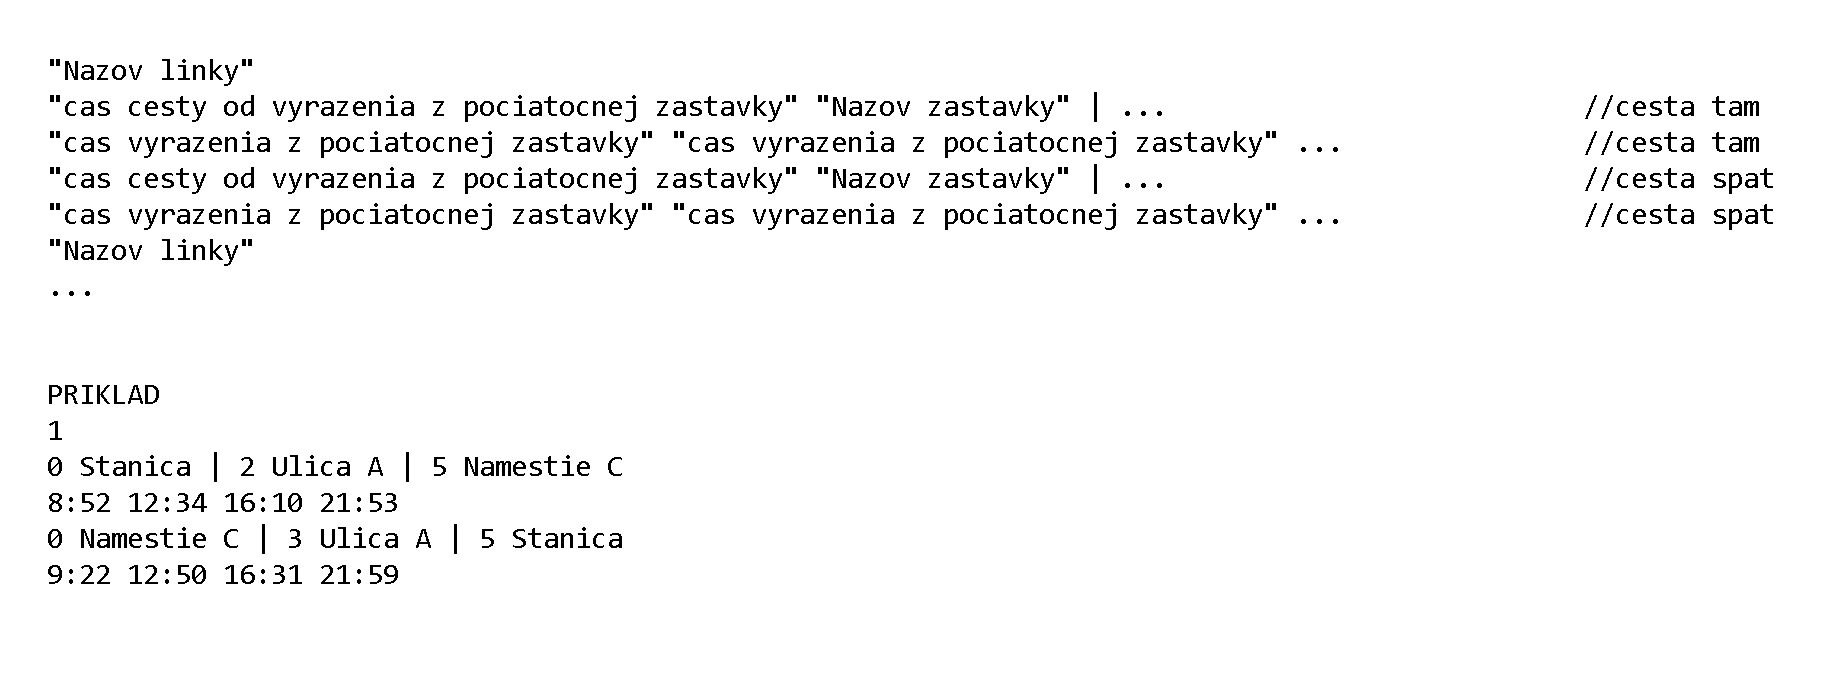 "Nazov linky"
"cas cesty od vyrazenia z pociatocnej zastavky" "Nazov zastavky" | ... //cesta tam
"cas vyrazenia z pociatocnej zastavky" "cas vyrazenia z pociatocnej zastavky" ... //cesta tam
"cas cesty od vyrazenia z pociatocnej zastavky" "Nazov zastavky" | ... //cesta spat
"cas vyrazenia z pociatocnej zastavky" "cas vyrazenia z pociatocnej zastavky" ... //cesta spat
"Nazov linky"
...
PRIKLAD
1
0 Stanica | 2 Ulica A | 5 Namestie C
8:52 12:34 16:10 21:53
0 Namestie C | 3 Ulica A | 5 Stanica
9:22 12:50 16:31 21:59